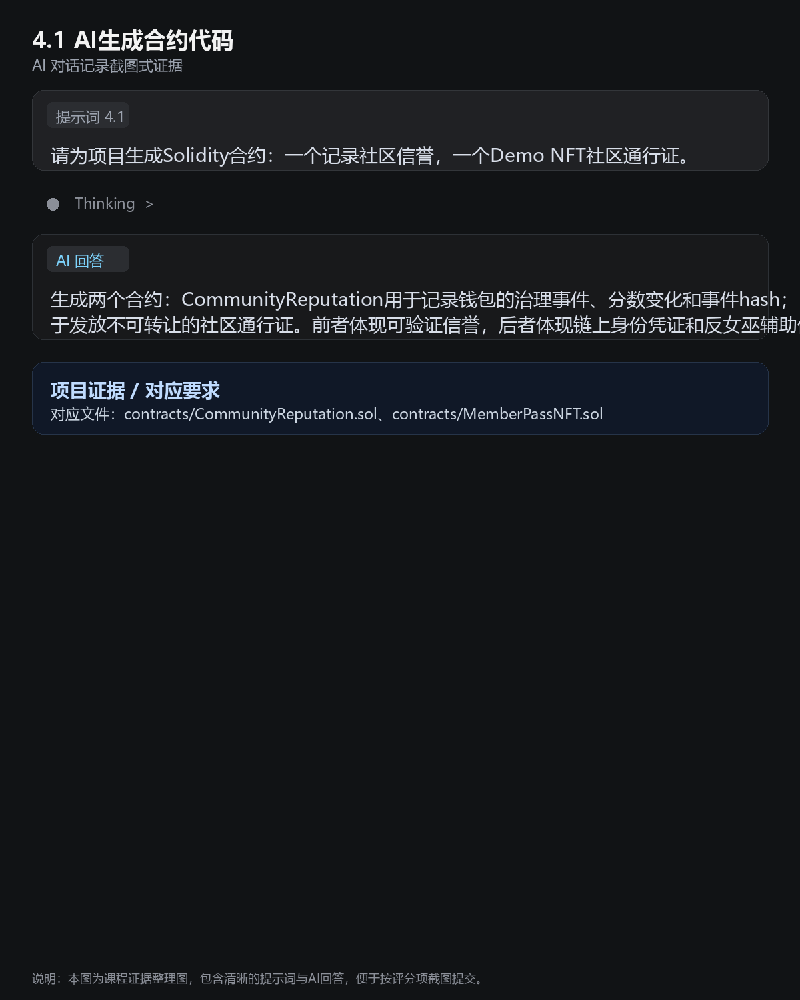 4.1 AI生成合约代码
AI 对话记录截图式证据
提示词 4.1
请为项目生成Solidity合约：一个记录社区信誉，一个Demo NFT社区通行证。
Thinking >
AI 回答
生成两个合约：CommunityReputation用于记录钱包的治理事件、分数变化和事件hash；
于发放不可转让的社区通行证。前者体现可验证信誉，后者体现链上身份凭证和反女巫辅助
项目证据 / 对应要求
对应文件：contracts/CommunityReputation.sol、contracts/MemberPassNFT.sol
说明：本图为课程证据整理图，包含清晰的提示词与AI回答，便于按评分项截图提交。